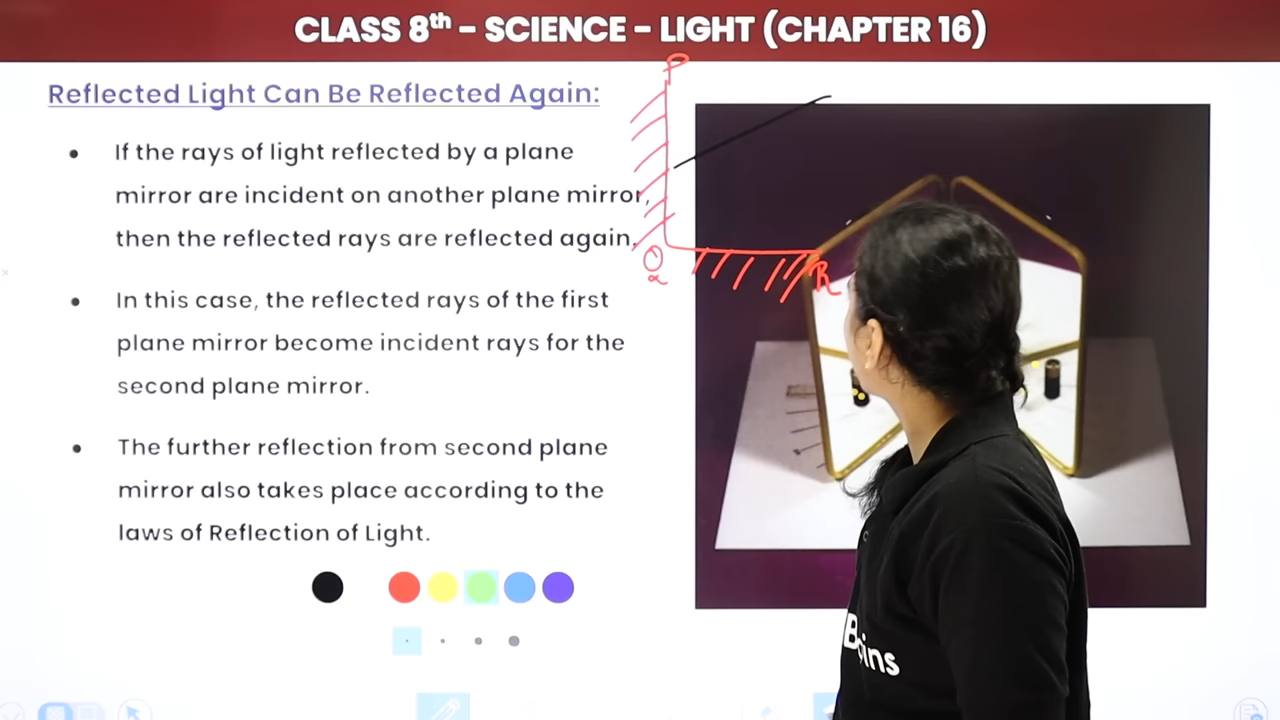 CLASS 8th – SCIENCE – LIGHT (CHAPTER 16)
Reflected Light Can Be Reflected Again:
• If the rays of light reflected by a plane
mirror are incident on another plane mirror,
then the reflected rays are reflected again.
• In this case, the reflected rays of the first
plane mirror become incident rays for the
second plane mirror.
• The further reflection from second plane
mirror also takes place according to the
laws of Reflection of Light.
P
R